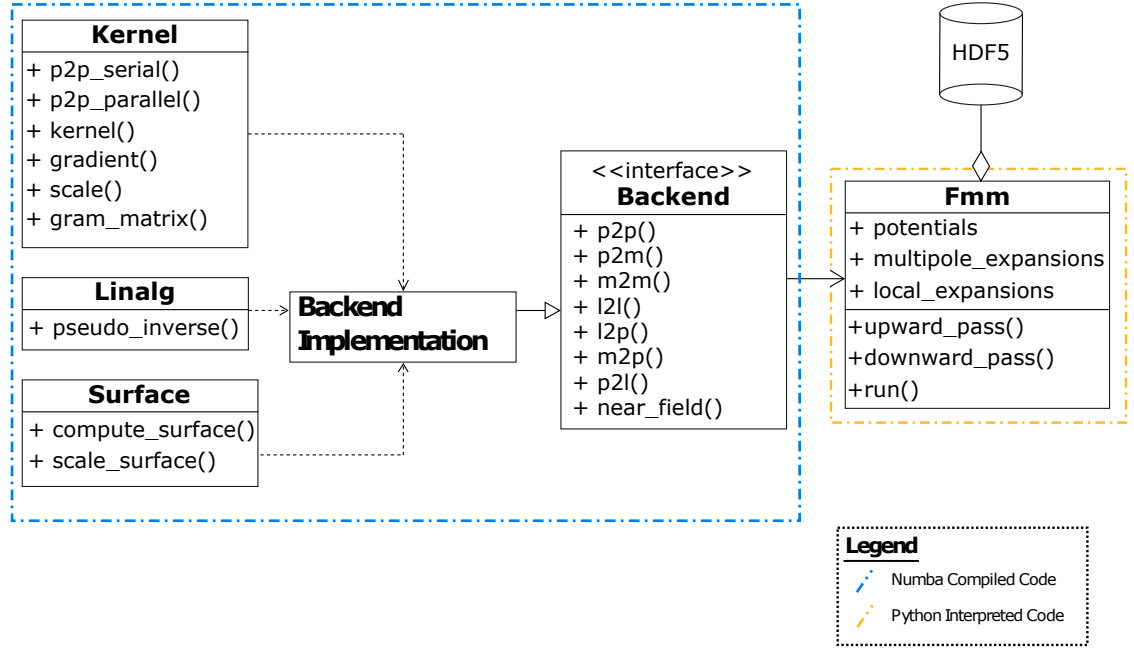 Kernel
+ p2p_serial()
+ p2p_parallel()
+ kernel()
+ gradient()
+ scale()
+ gram_matrix()
Linalg
+ pseudo_inverse()
Surface
+ compute_surface()
+ scale_surface()
Backend
Implementation
<<interface>>
Backend
+ p2p()
+ p2m()
+ m2m()
+ l2l()
+ l2p()
+ m2p()
+ p2l()
+ near_field()
HDF5
Fmm
+ potentials
+ multipole_expansions
+ local_expansions
+upward_pass()
+downward_pass()
+run()
Legend
Numba Compiled Code
Python Interpreted Code